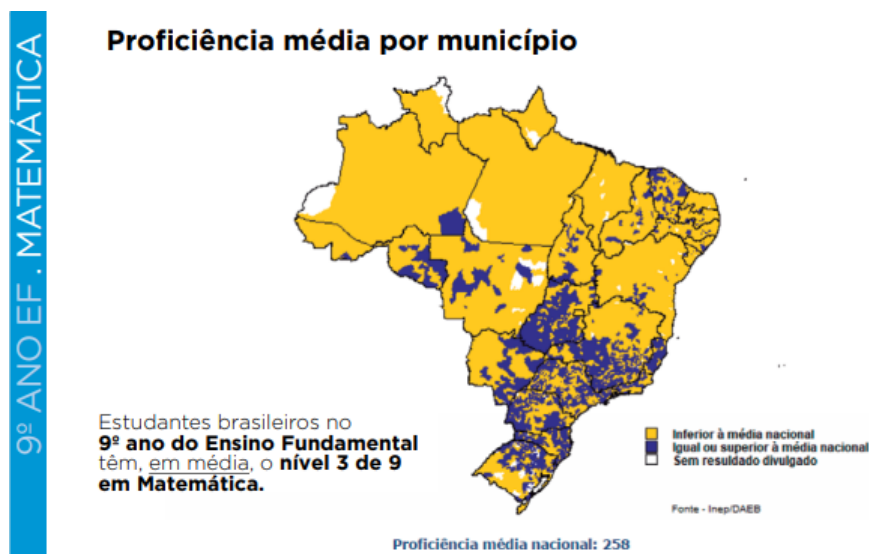 9º ANO EF . MATEMÁTICA
Proficiência média por município
Estudantes brasileiros no
9º ano do Ensino Fundamental
têm, em média, o nível 3 de 9
em Matemática.
Inferior à média nacional
Igual ou superior à média nacional
Sem resuldado divulgado
Fonte - Inep/DAEB
Proficiência média nacional: 258